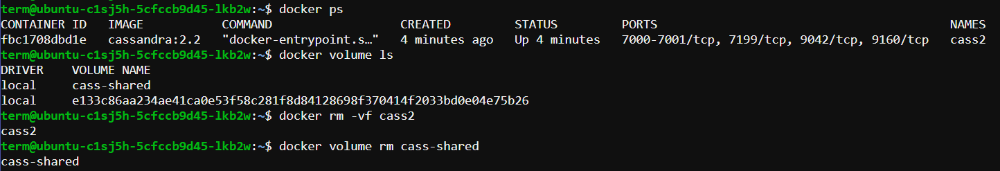 term@ubuntu-c1sj5h-5cfccb9d45-lkb2w:~$ docker ps
CONTAINER ID   IMAGE           COMMAND                  CREATED         STATUS         PORTS                                         NAMES
fbc1708dbd1e   cassandra:2.2   "docker-entrypoint.s…"   4 minutes ago   Up 4 minutes   7000-7001/tcp, 7199/tcp, 9042/tcp, 9160/tcp   cass2
term@ubuntu-c1sj5h-5cfccb9d45-lkb2w:~$ docker volume ls
DRIVER    VOLUME NAME
local     cass-shared
local     e133c86aa234ae41ca0e53f58c281f8d84128698f370414f2033bd0e04e75b26
term@ubuntu-c1sj5h-5cfccb9d45-lkb2w:~$ docker rm -vf cass2
cass2
term@ubuntu-c1sj5h-5cfccb9d45-lkb2w:~$ docker volume rm cass-shared
cass-shared